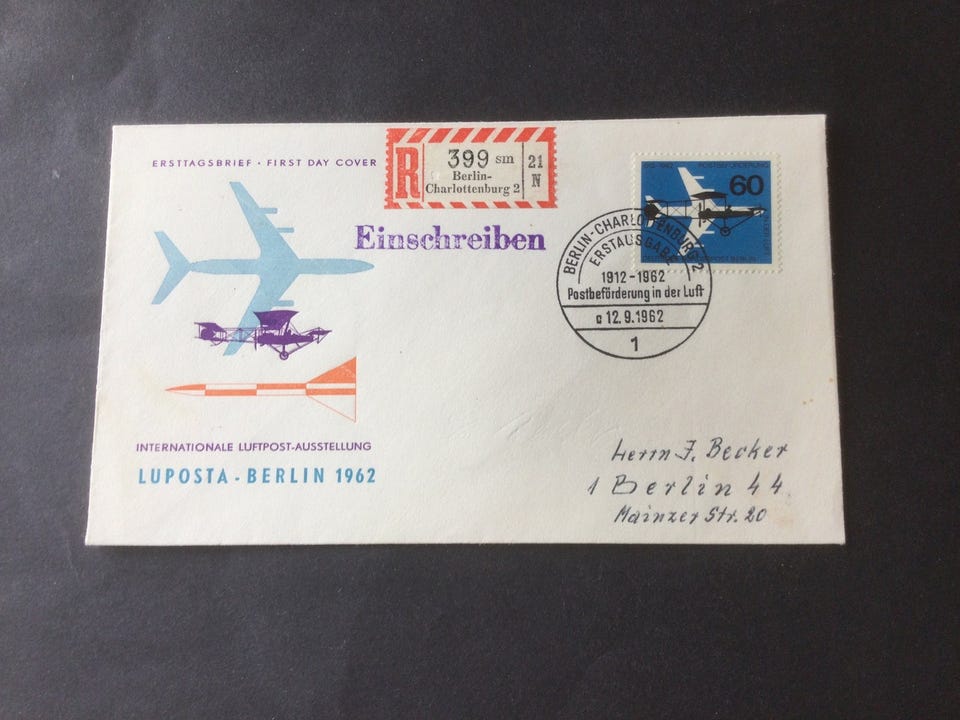 ERSTTAGSBRIEF · FIRST DAY COVER
R
399 sm
Berlin-
Charlottenburg 2
21
N
Einschreiben
60
BERLIN-CHARLOTTENBURG 2
ERSTAUSGABE
1912-1962
Postbeförderung in der Luft
a 12.9.1962
1
INTERNATIONALE LUFTPOST-AUSSTELLUNG
LUPOSTA - BERLIN 1962
Herrn J. Becker
1 Berlin 44
Mainzer Str. 20